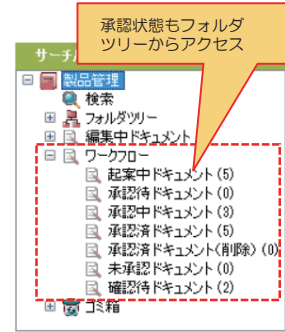 承認状態もフォルダ
ツリーからアクセス
サーチ
製品管理
検索
フォルダツリー
編集中ドキュメント
ワークフロー
起案中ドキュメント(5)
承認待ドキュメント(0)
承認中ドキュメント(3)
承認済ドキュメント(5)
承認済ドキュメント(削除)(0)
未承認ドキュメント(0)
確認待ドキュメント(2)
ゴミ箱